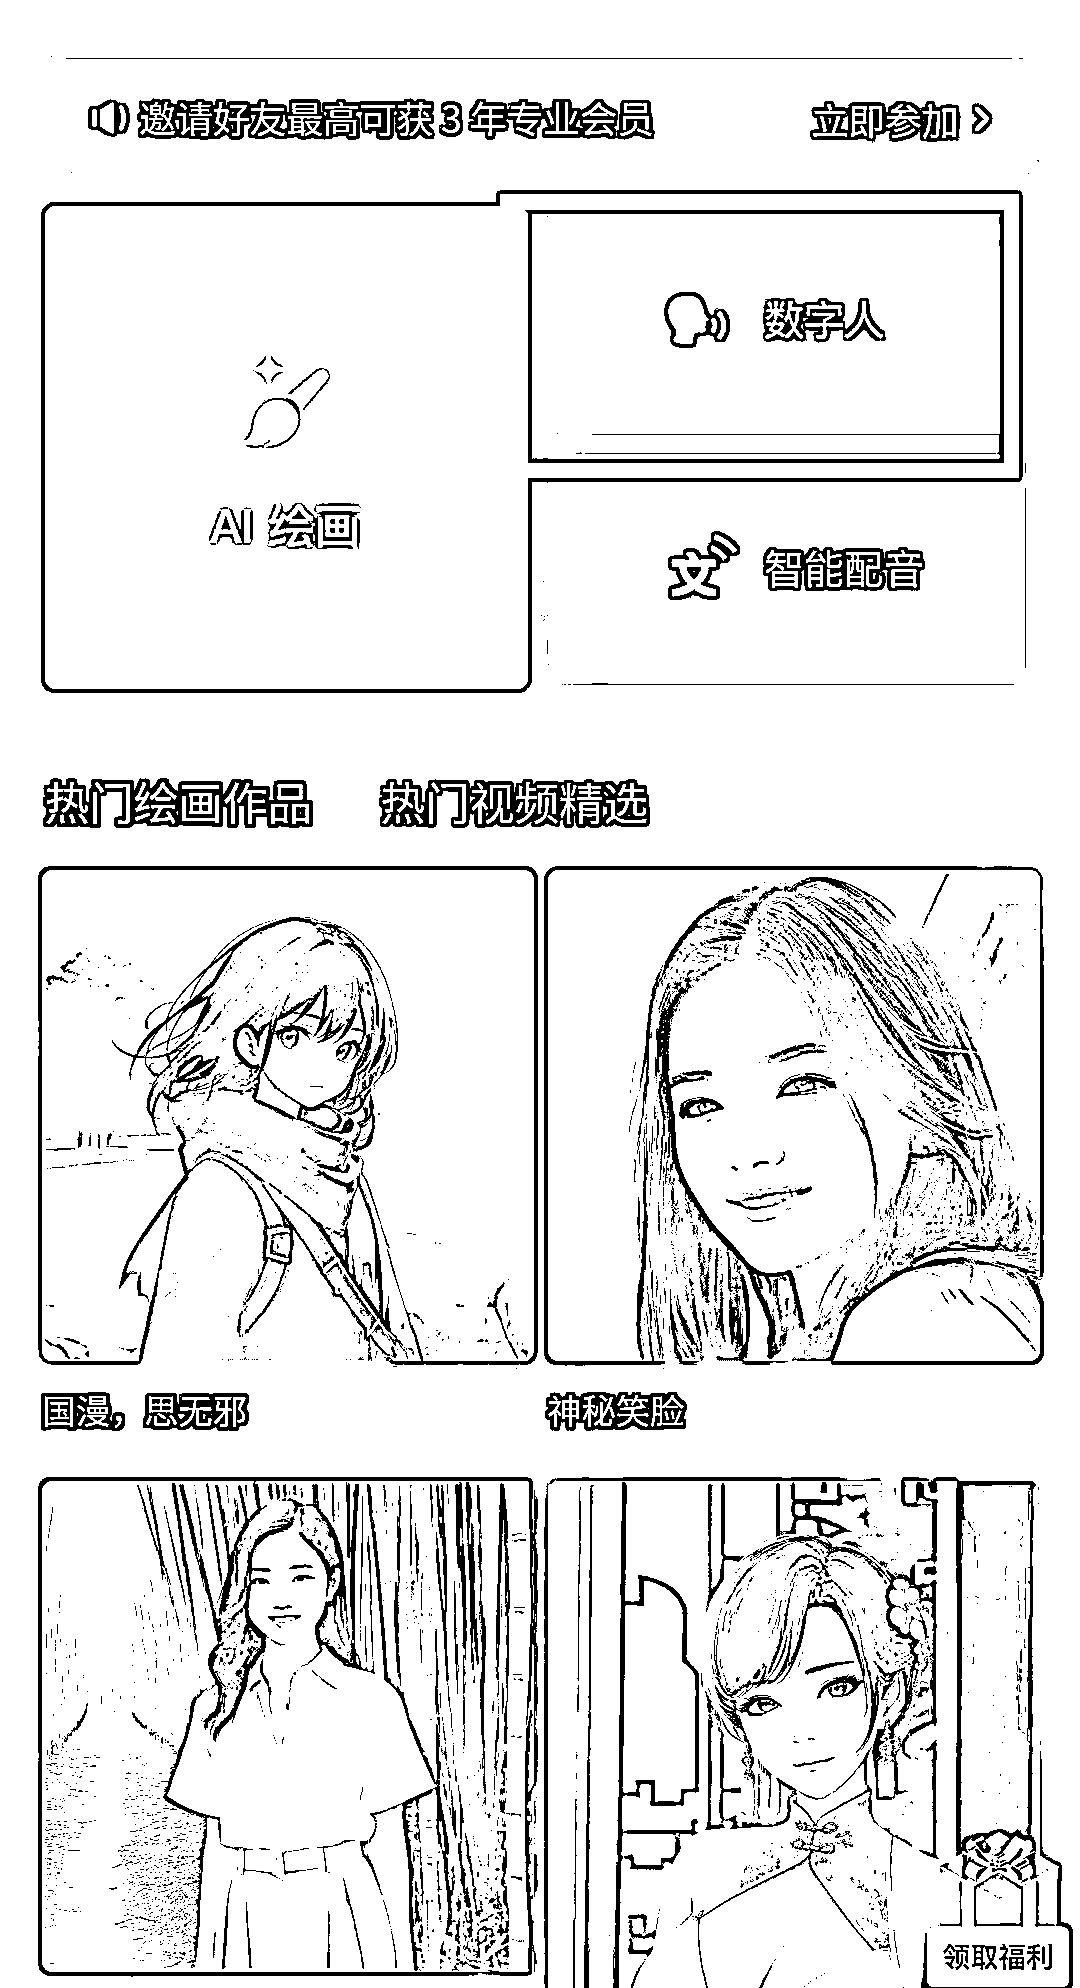 邀请好友最高可获 3 年专业会员
立即参加
数字人
AI 绘画
文
智能配音
热门绘画作品
热门视频精选
国漫，思无邪
神秘笑脸
领取福利